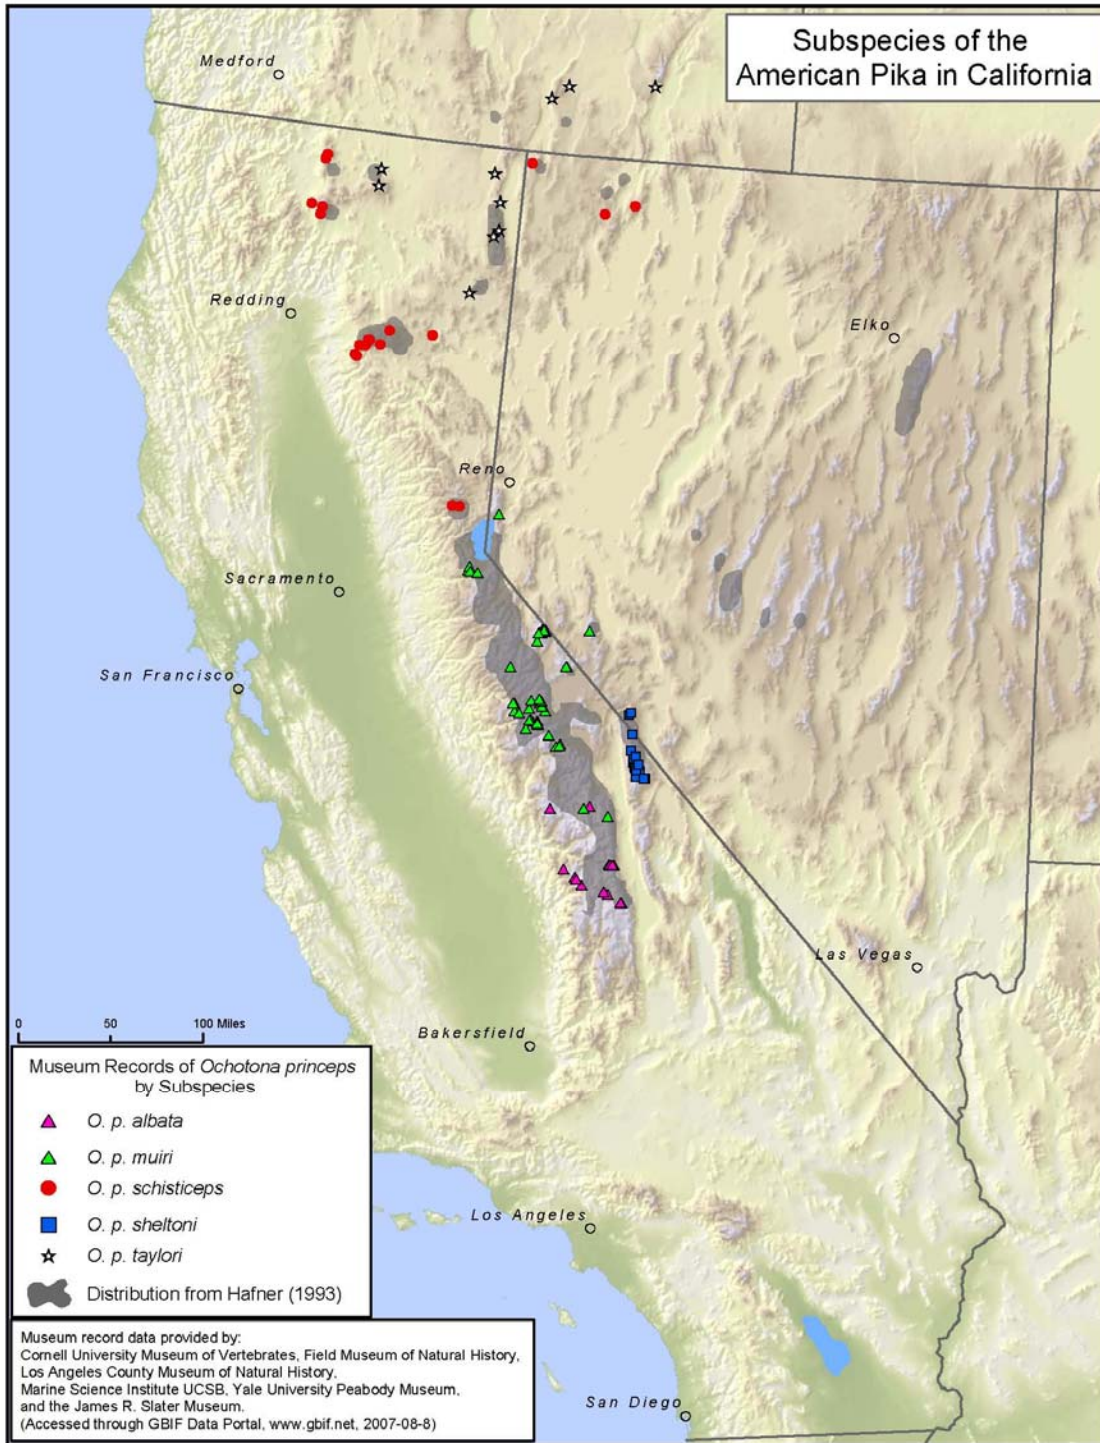 Subspecies of the
American Pika in California
Medford
Redding
Elko
Reno
Sacramento
San Francisco
Las Vegas
0 50 100 Miles
Bakersfield
Museum Records of Ochotona princeps
by Subspecies
O. p. albata
O. p. muiri
O. p. schisticeps
O. p. sheltoni
O. p. taylori
Distribution from Hafner (1993)
Los Angeles
Museum record data provided by:
Cornell University Museum of Vertebrates, Field Museum of Natural History,
Los Angeles County Museum of Natural History.
Marine Science Institute UCSB, Yale University Peabody Museum,
and the James R. Slater Museum.
(Accessed through GBIF Data Portal, www.gbif.net, 2007-08-8)
San Diego